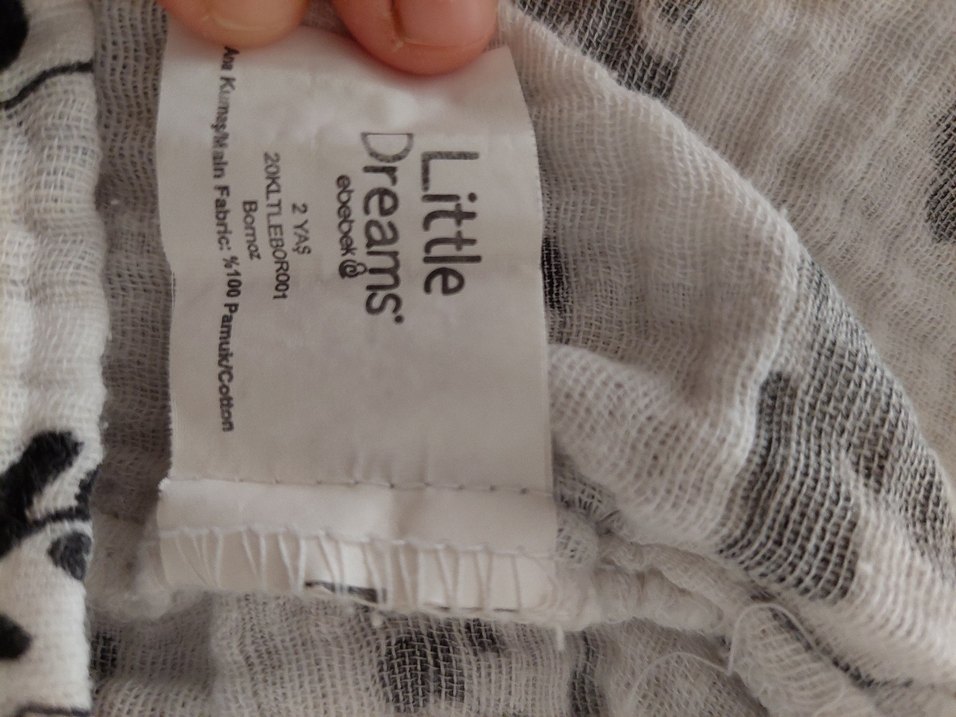 Little
Dreams
ebebek@
2 YAŞ
20KLTLEBOR001
Bornoz
Ana Kumaş/Main Fabric: %100 Pamuk/Cotton